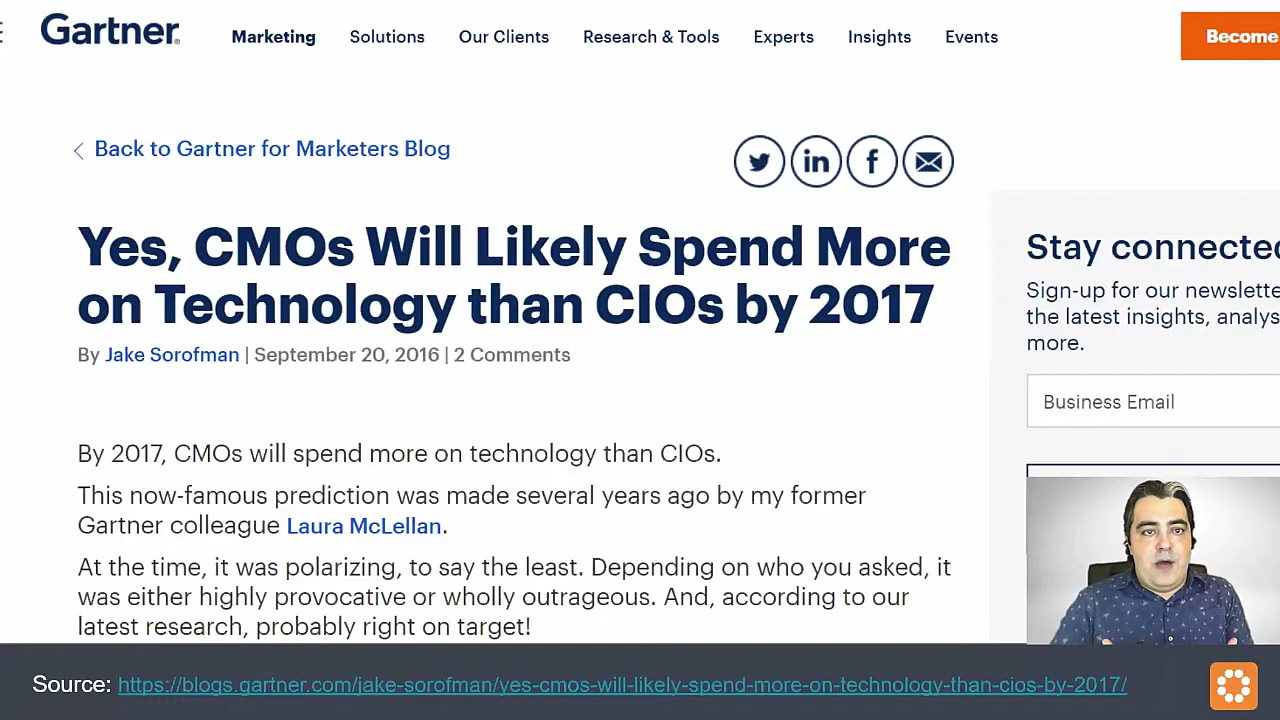 Gartner
Marketing Solutions Our Clients Research & Tools Experts Insights Events Become
Back to Gartner for Marketers Blog
Yes, CMOs Will Likely Spend More
on Technology than CIOs by 2017
By Jake Sorofman | September 20, 2016 | 2 Comments
By 2017, CMOs will spend more on technology than CIOs.
This now-famous prediction was made several years ago by my former
Gartner colleague Laura McLellan.
At the time, it was polarizing, to say the least. Depending on who you asked, it
was either highly provocative or wholly outrageous. And, according to our
latest research, probably right on target!
Stay connected
Sign-up for our newslette
the latest insights, analys
more.
Business Email
Source: https://blogs.gartner.com/jake-sorofman/yes-cmos-will-likely-spend-more-on-technology-than-cios-by-2017/